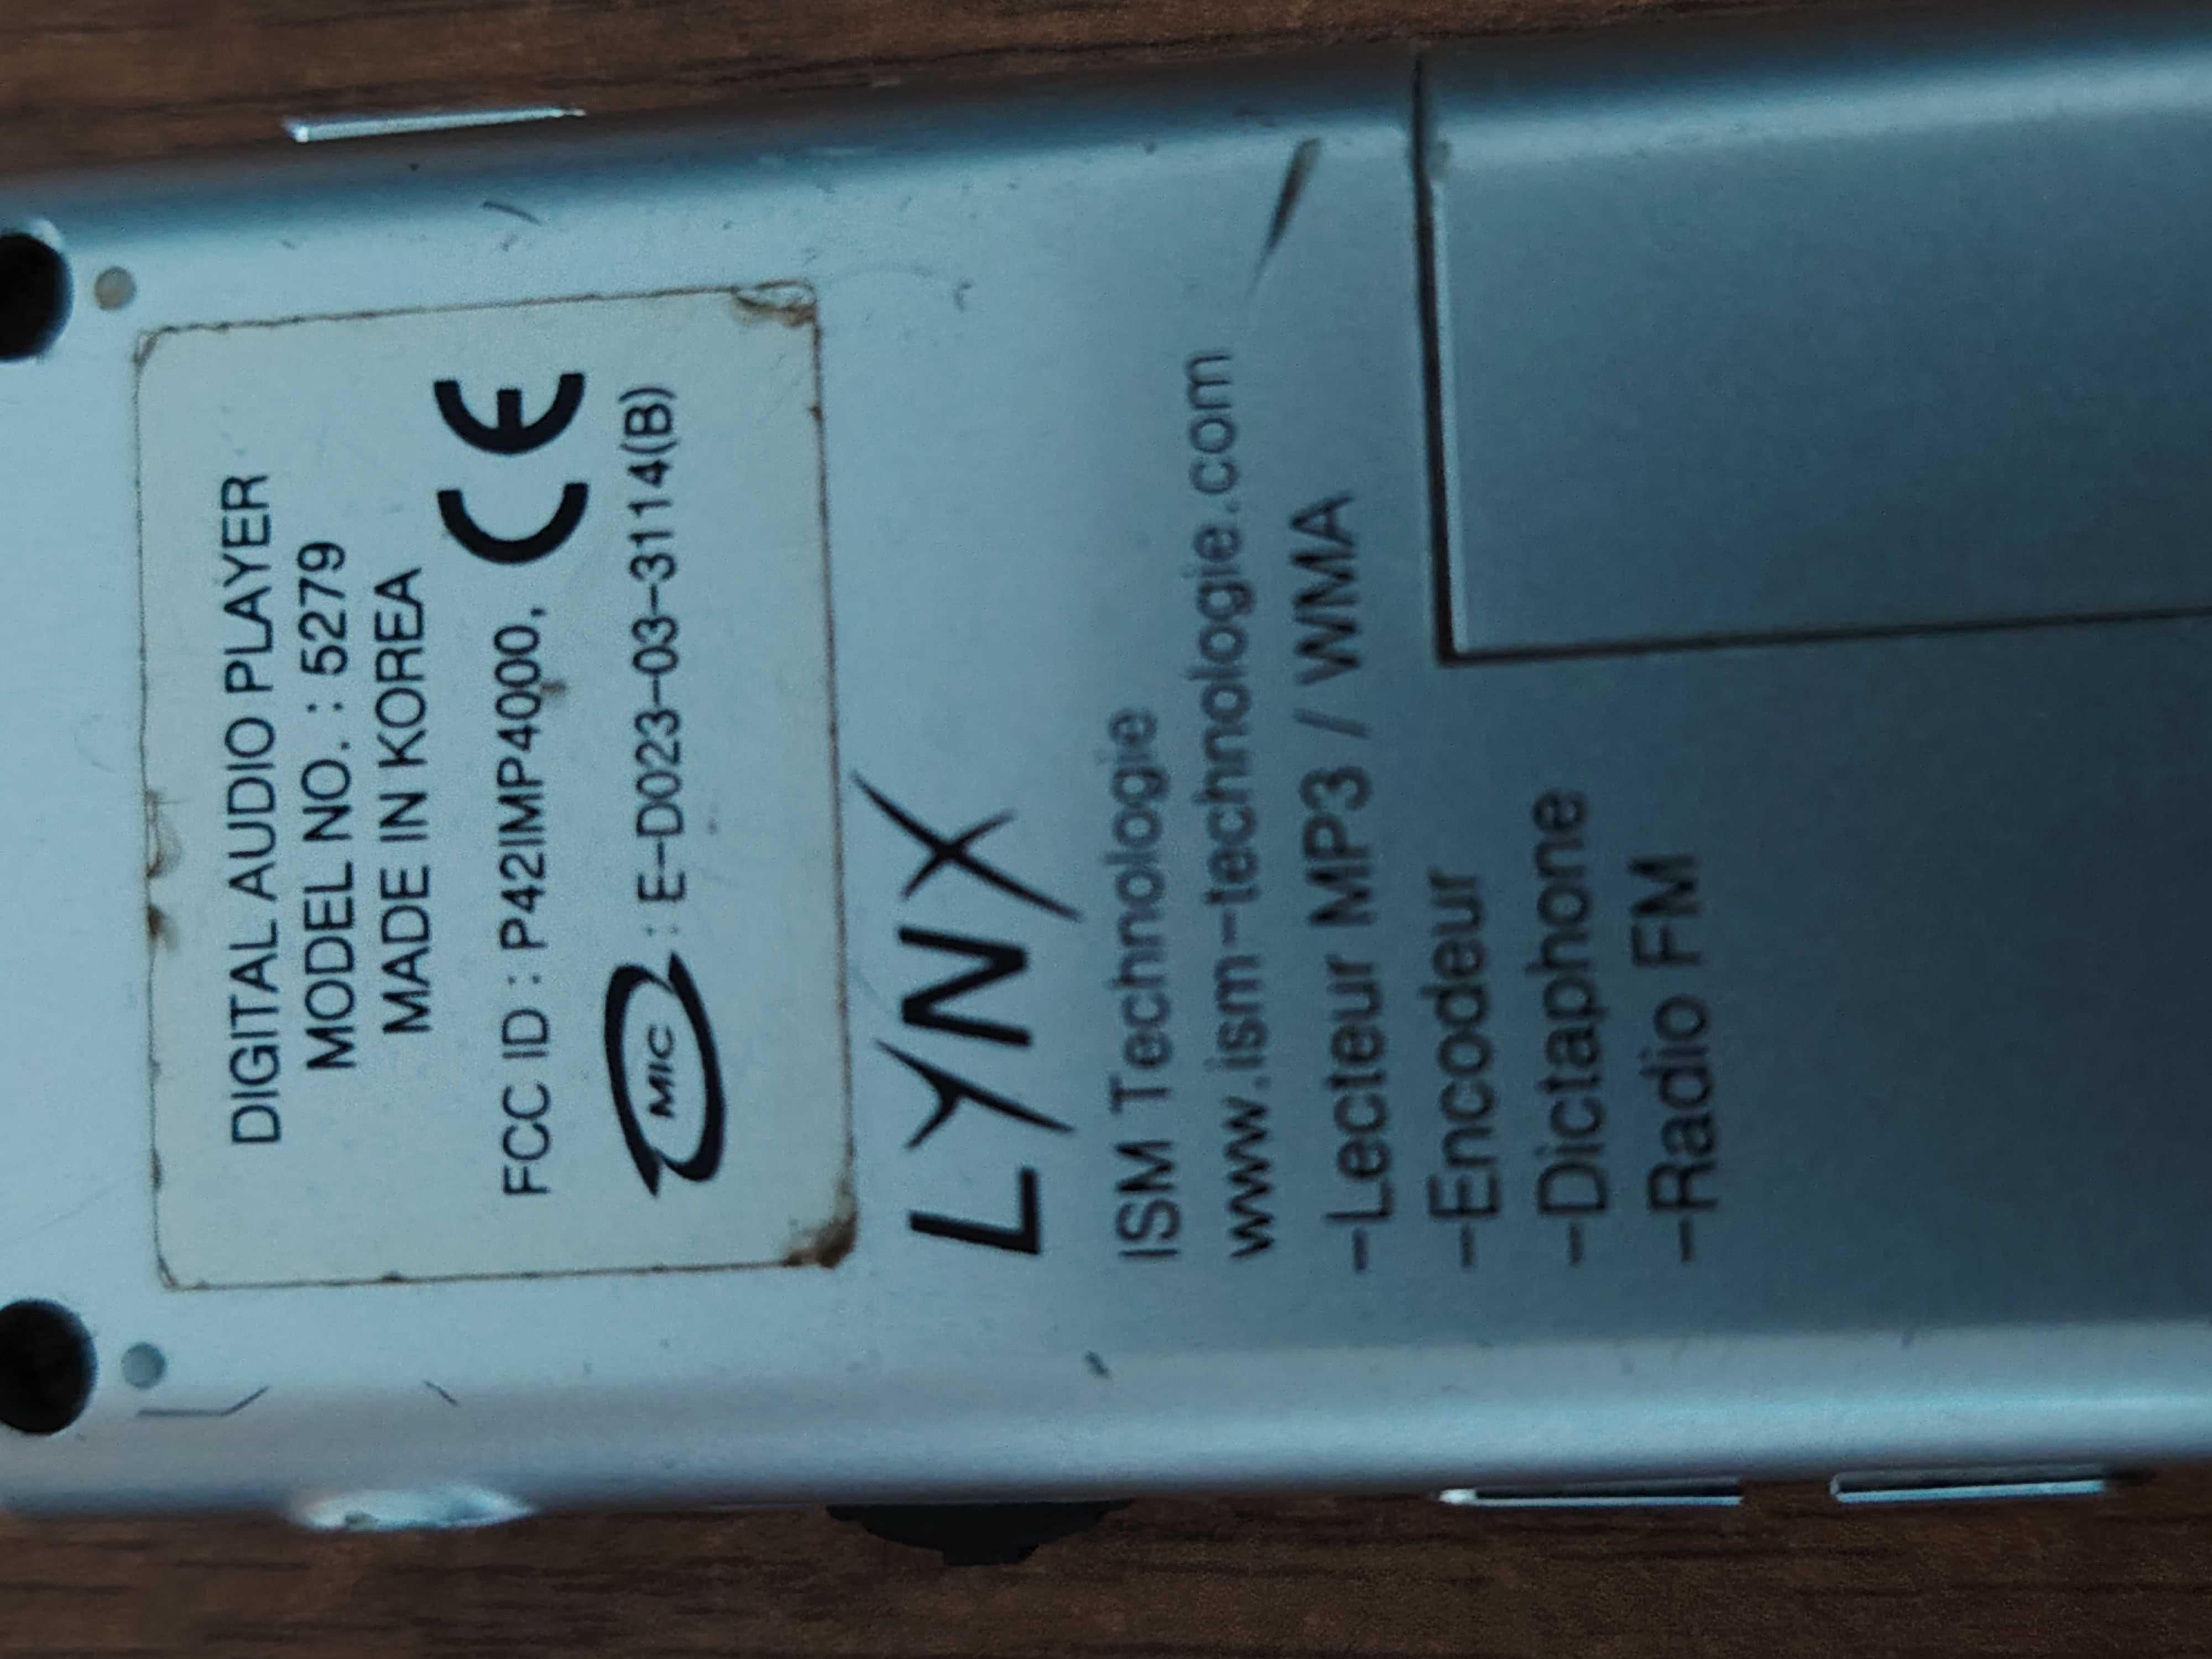 DIGITAL AUDIO PLAYER
MODEL NO. : 5279
MADE IN KOREA
FCC ID : P42IMP4000, CE
MIC : E-D023-03-3114(B)
LYNX
ISM Technologie
www.ism-technologie.com
-Lecteur MP3 / WMA
-Encodeur
-Dictaphone
-Radio FM